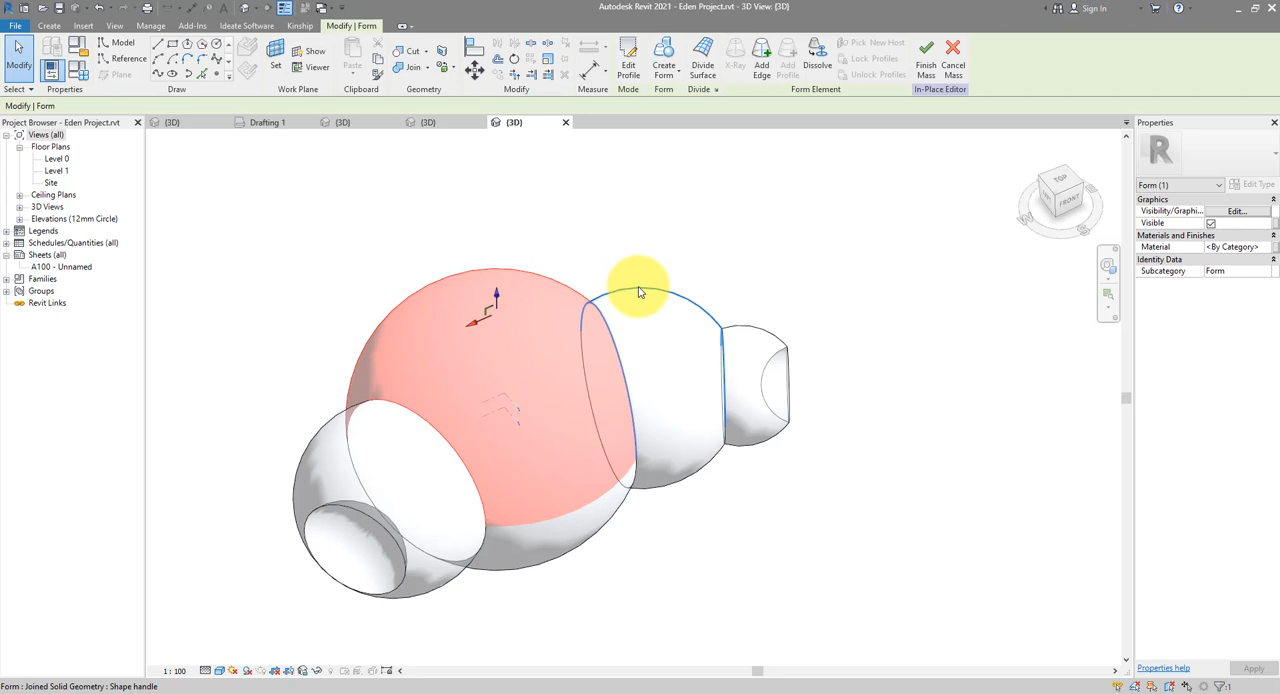 Autodesk Revit 2021 - Eden Project.rvt - 3D View: {3D}
Sign In
File Create Insert View Manage Add-Ins Ideate Software Kinship Modify | Form
Modify
Model
Reference
Plane
Set
Show
Viewer
Paste
Cut
Join
Edit Profile
Create Form
Divide Surface
X-Ray
Add Edge
Add Profile
Dissolve
Pick New Host
Lock Profiles
Unlock Profiles
Finish Mass
Cancel Mass
Select Properties Draw Work Plane Clipboard Geometry Modify Measure Mode Form Divide Form Element In-Place Editor
Modify | Form
Project Browser - Eden Project.rvt
{3D} Drafting 1 {3D} {3D} {3D}
Properties
Views (all)
Floor Plans
Level 0
Level 1
Site
Ceiling Plans
3D Views
Elevations (12mm Circle)
Legends
Schedules/Quantities (all)
Sheets (all)
A100 - Unnamed
Families
Groups
Revit Links
TOP
FRONT
W
S
R
Form (1) Edit Type
Graphics
Visibility/Graphi... Edit...
Visible
Materials and Finishes
Material <By Category>
Identity Data
Subcategory Form
1 : 100
Properties help Apply
Form : Joined Solid Geometry : Shape handle
:1